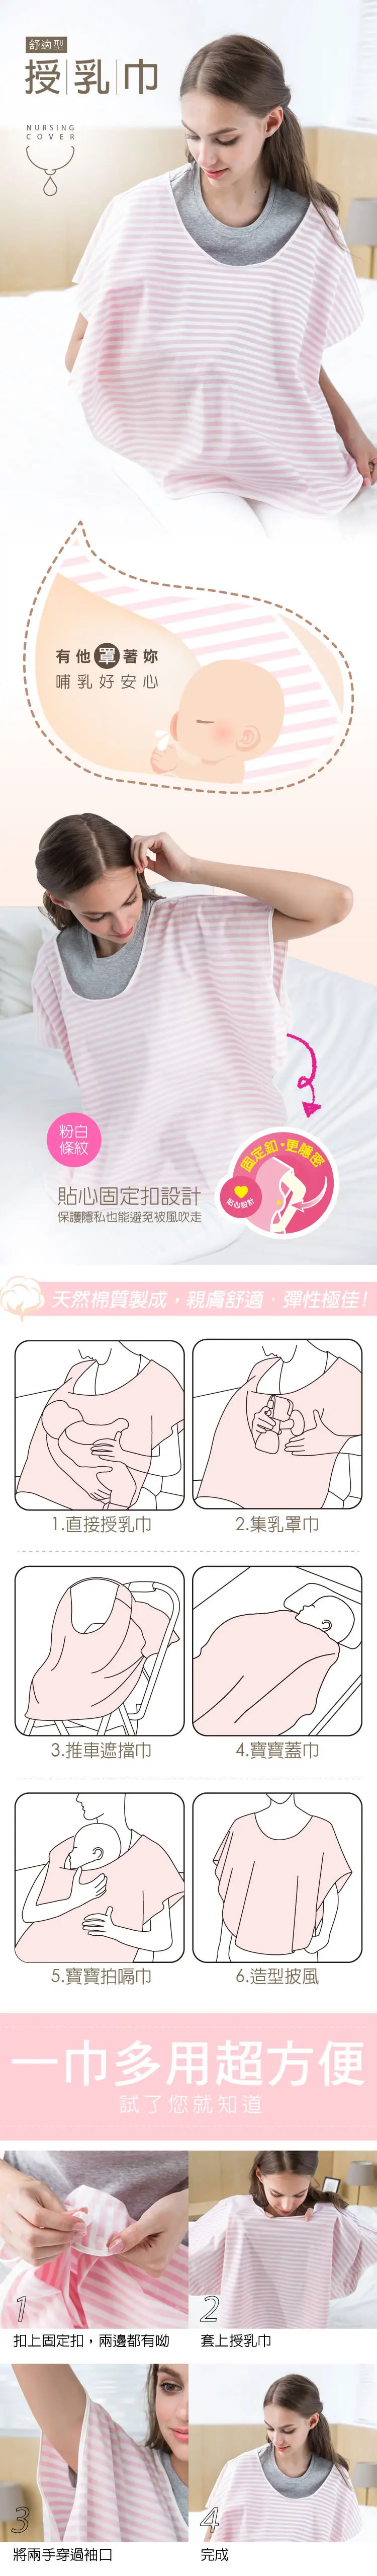 舒適型
授乳巾
NURSING
COVER
有他罩著妳
哺乳好安心
粉白
條紋
固定釦・更隱密
貼心設計
貼心固定扣設計
保護隱私也能避免被風吹走
天然棉質製成，親膚舒適・彈性極佳!
1.直接授乳巾
2.集乳罩巾
3.推車遮擋巾
4.寶寶蓋巾
5.寶寶拍嗝巾
6.造型披風
一巾多用超方便
試了您就知道
1
扣上固定扣，兩邊都有呦
2
套上授乳巾
3
將兩手穿過袖口
4
完成